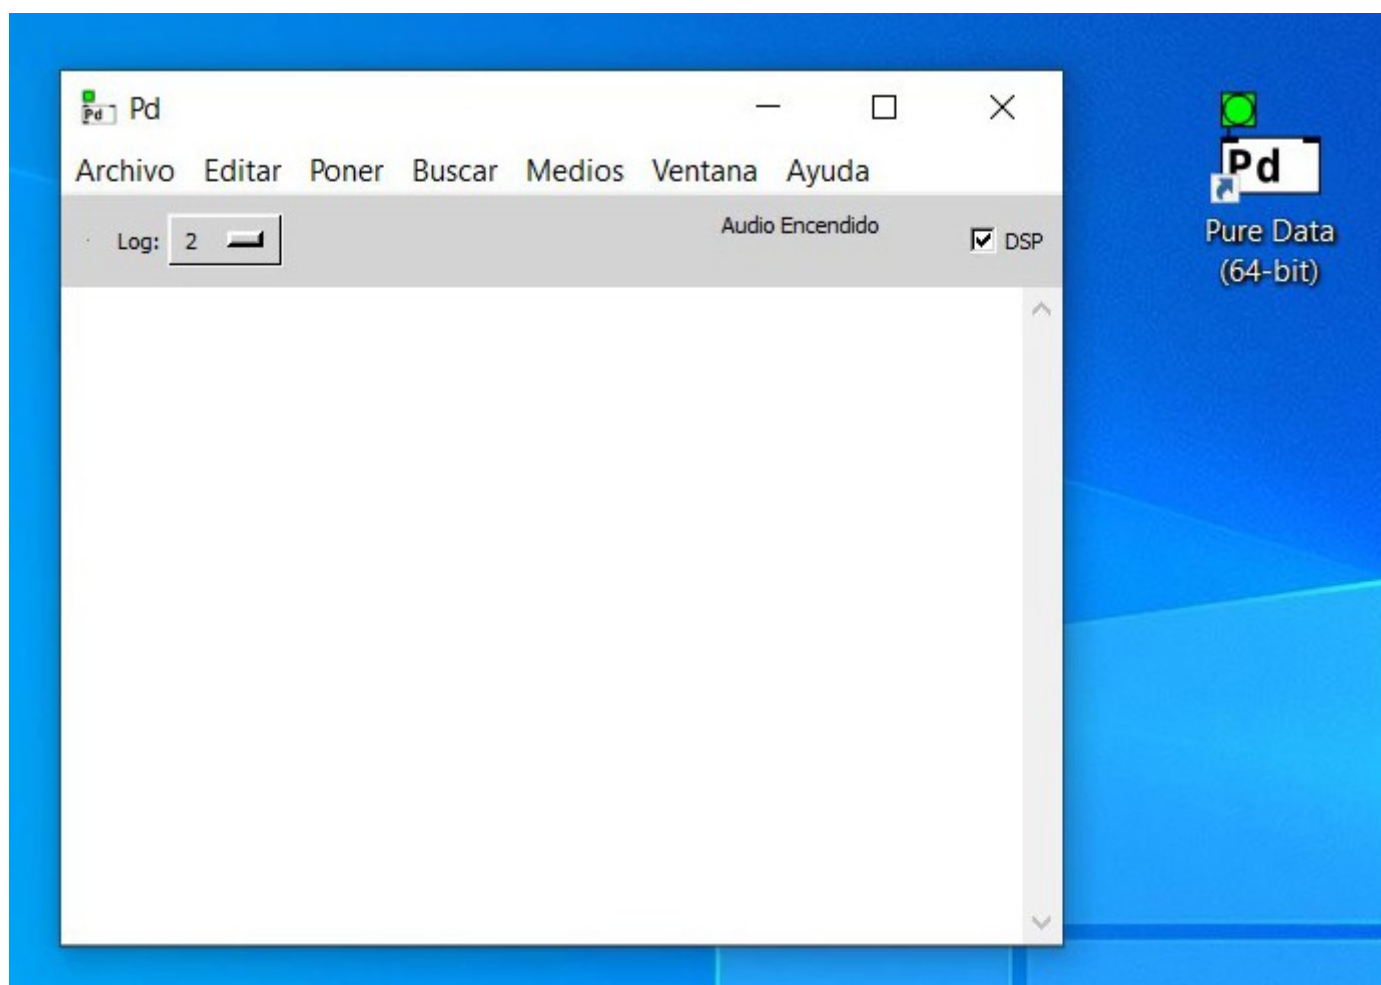 Pd
Archivo Editar Poner Buscar Medios Ventana Ayuda
Log: 2
Audio Encendido
DSP
Pd
Pure Data
(64-bit)